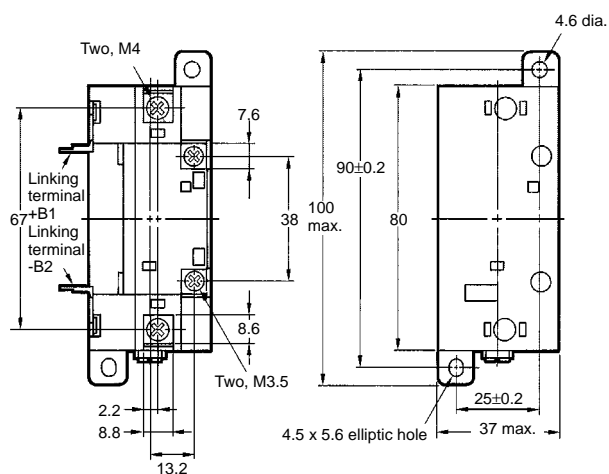 4.6 dia.
Two, M4
7.6
Linking
terminal
+B1
Linking
terminal
-B2
67
38
100
max.
90±0.2
80
8.6
Two, M3.5
2.2
8.8
13.2
25±0.2
37 max.
4.5 x 5.6 elliptic hole